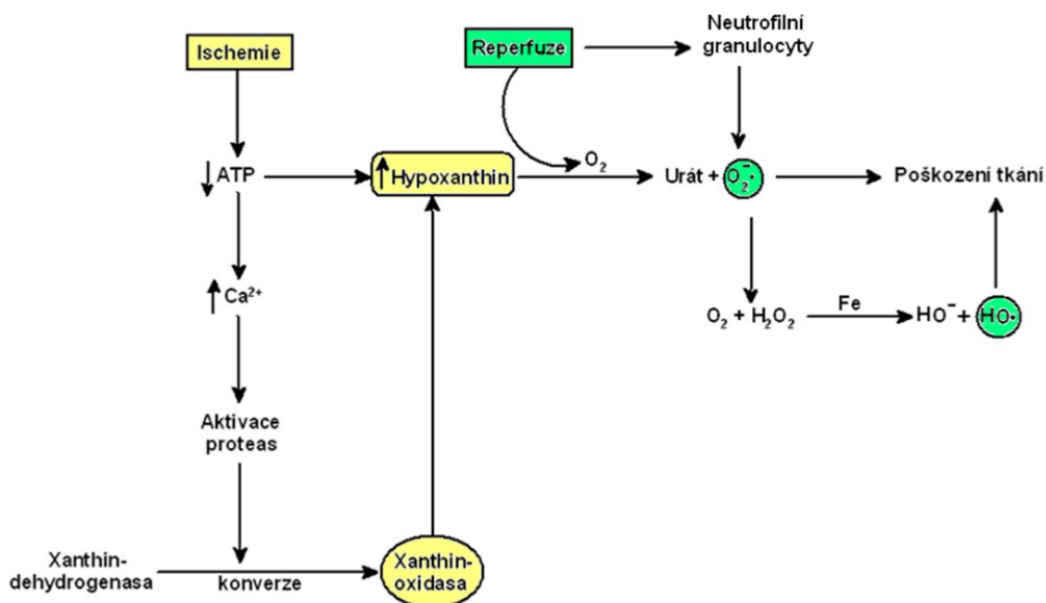 Ischemie
Reperfuze
Neutrofilní
granulocyty
↓ ATP
↑ Hypoxanthin
O₂
Urát + O₂⁻•
Poškození tkání
↑ Ca²⁺
O₂ + H₂O₂
Fe
HO⁻ + HO•
Aktivace
proteas
Xanthin-
dehydrogenasa
konverze
Xanthin-
oxidasa